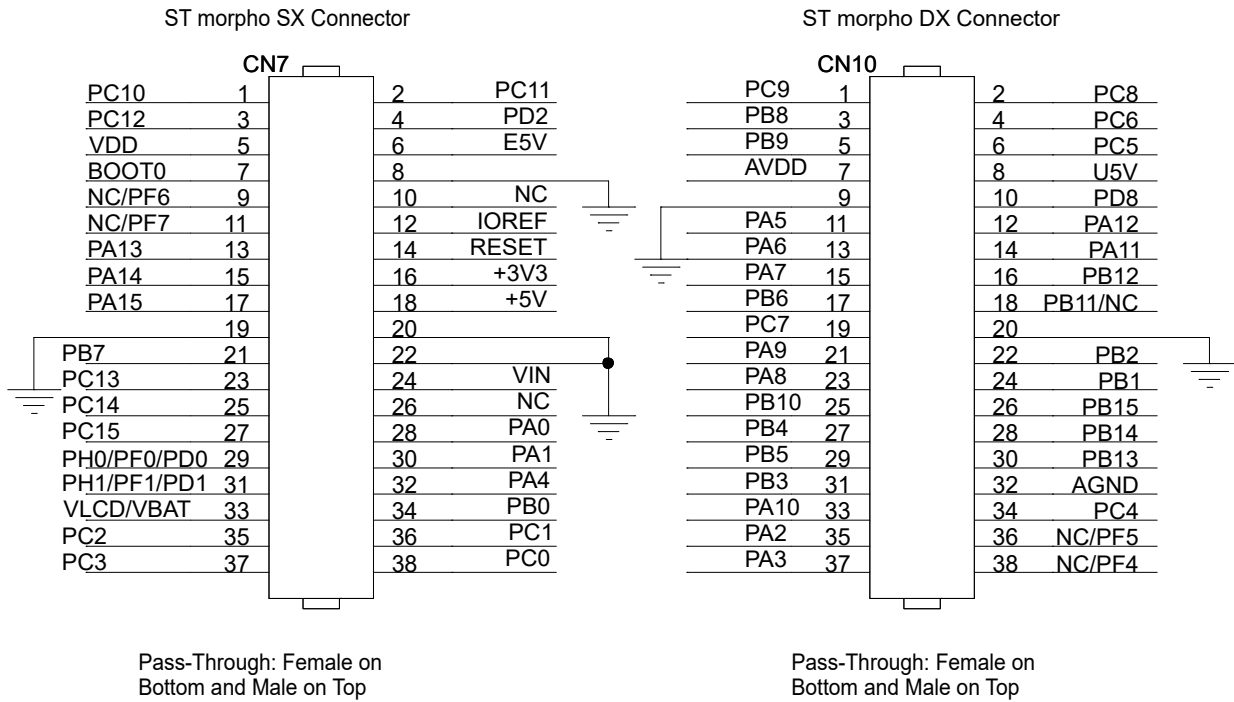 ST morpho SX Connector
CN7
PC10 1 2 PC11
PC12 3 4 PD2
VDD 5 6 E5V
BOOT0 7 8
NC/PF6 9 10 NC
NC/PF7 11 12 IOREF
PA13 13 14 RESET
PA14 15 16 +3V3
PA15 17 18 +5V
19 20
PB7 21 22
PC13 23 24 VIN
PC14 25 26 NC
PC15 27 28 PA0
PH0/PF0/PD0 29 30 PA1
PH1/PF1/PD1 31 32 PA4
VLCD/VBAT 33 34 PB0
PC2 35 36 PC1
PC3 37 38 PC0
Pass-Through: Female on
Bottom and Male on Top
ST morpho DX Connector
CN10
PC9 1 2 PC8
PB8 3 4 PC6
PB9 5 6 PC5
AVDD 7 8 U5V
9 10 PD8
PA5 11 12 PA12
PA6 13 14 PA11
PA7 15 16 PB12
PB6 17 18 PB11/NC
PC7 19 20
PA9 21 22 PB2
PA8 23 24 PB1
PB10 25 26 PB15
PB4 27 28 PB14
PB5 29 30 PB13
PB3 31 32 AGND
PA10 33 34 PC4
PA2 35 36 NC/PF5
PA3 37 38 NC/PF4
Pass-Through: Female on
Bottom and Male on Top